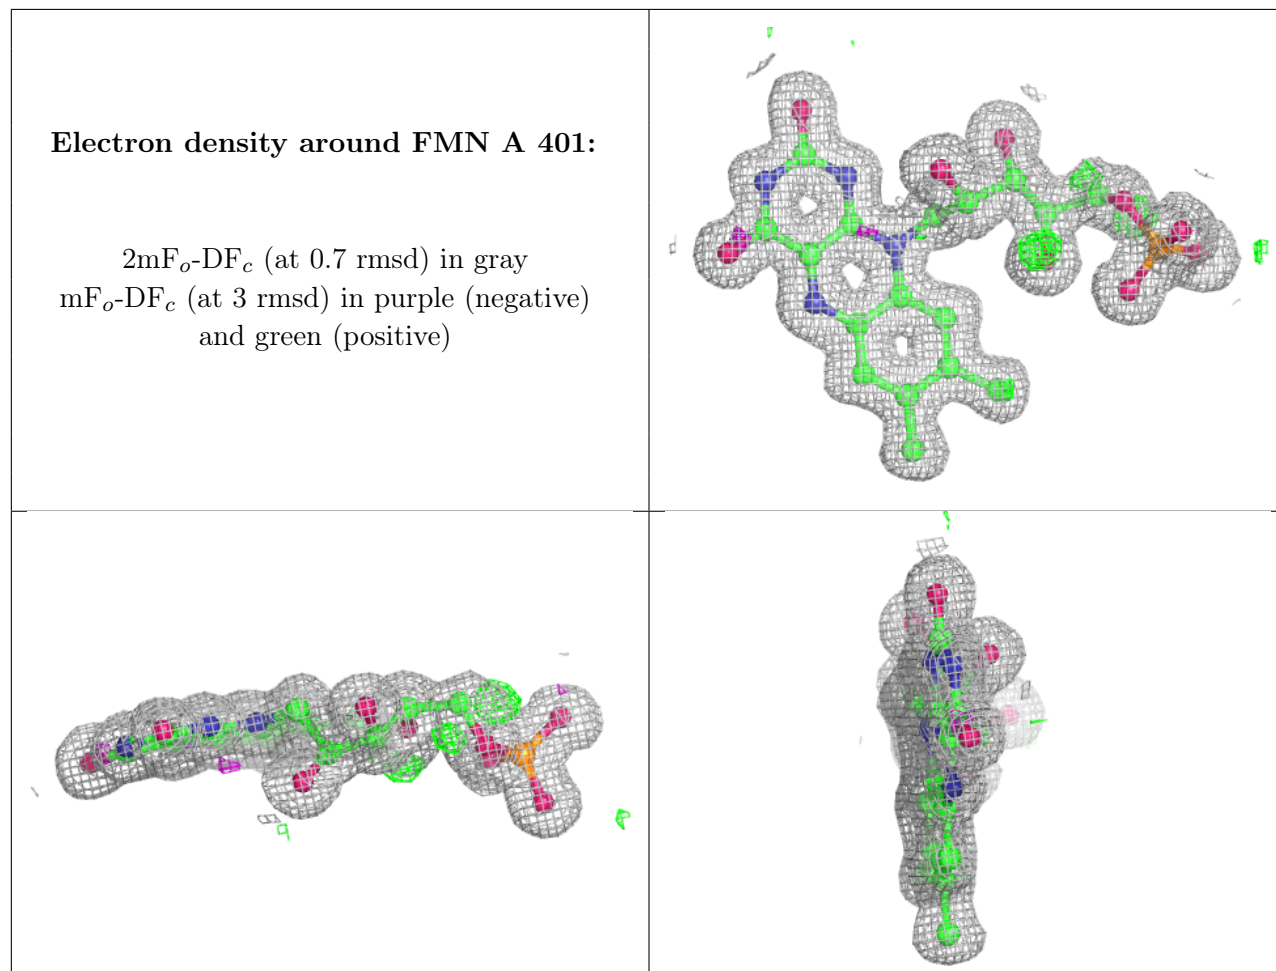 Electron density around FMN A 401:
2mFo-DFc (at 0.7 rmsd) in gray
mFo-DFc (at 3 rmsd) in purple (negative)
and green (positive)